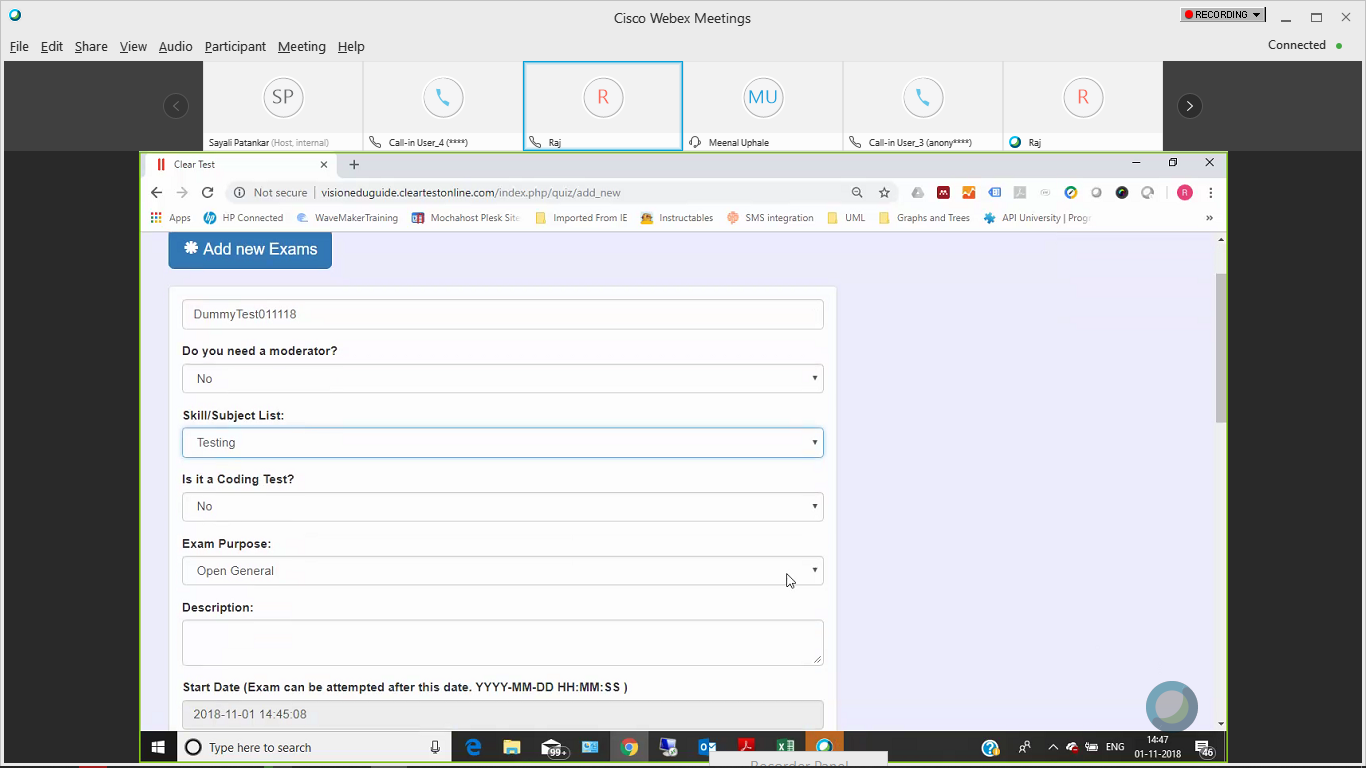 Cisco Webex Meetings
RECORDING
File Edit Share View Audio Participant Meeting Help
Connected
SP
R
MU
R
Sayali Patankar (Host, internal)
Call-in User_4 (****)
Raj
Meenal Uphale
Call-in User_3 (anony****)
Raj
Clear Test
Not secure
visioneduguide.cleartestonline.com/index.php/quiz/add_new
R
Apps
HP Connected
WaveMakerTraining
Mochahost Plesk Site
Imported From IE
Instructables
SMS integration
UML
Graphs and Trees
API University | Prog
Add new Exams
DummyTest011118
Do you need a moderator?
No
Skill/Subject List:
Testing
Is it a Coding Test?
No
Exam Purpose:
Open General
Description:
Start Date (Exam can be attempted after this date. YYYY-MM-DD HH:MM:SS )
2018-11-01 14:45:08
Type here to search
99+
ENG
14:47
01-11-2018
46
Recorder Panel